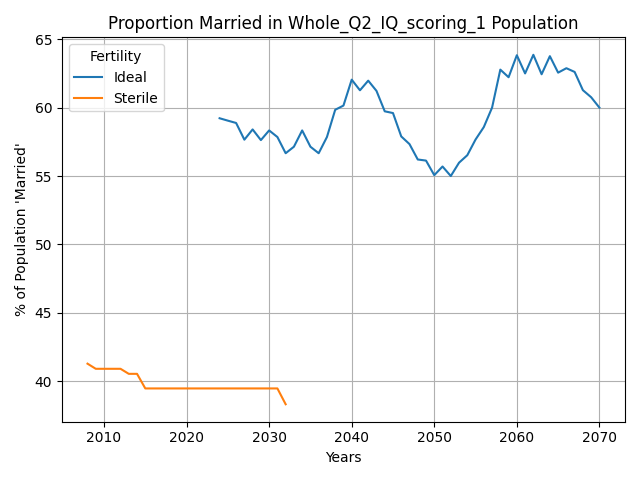 Proportion Married in Whole_Q2_IQ_scoring_1 Population
65
60
55
50
45
40
% of Population 'Married'
Fertility
Ideal
Sterile
2010 2020 2030 2040 2050 2060 2070
Years